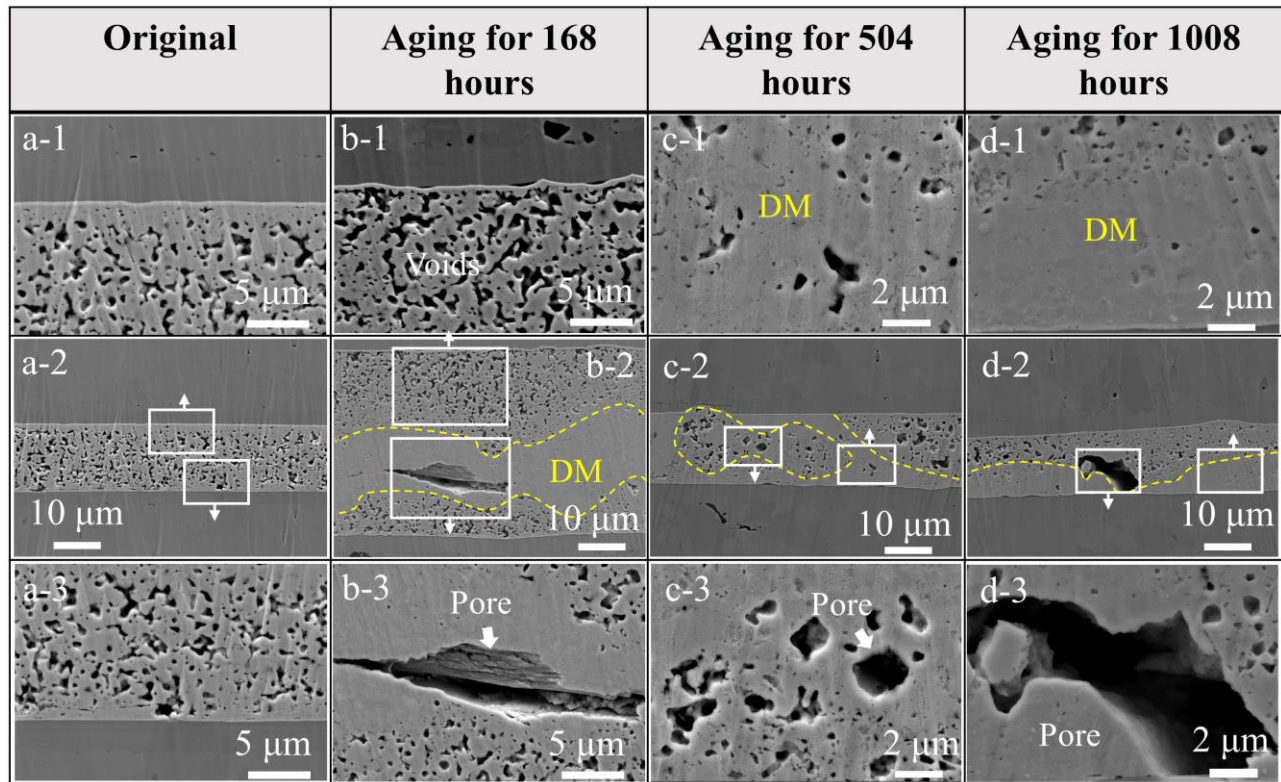 Original
Aging for 168
hours
Aging for 504
hours
Aging for 1008
hours
a-1
5 μm
b-1
Voids
5 μm
c-1
DM
2 μm
d-1
DM
2 μm
a-2
10 μm
b-2
DM
10 μm
c-2
10 μm
d-2
10 μm
a-3
5 μm
b-3
Pore
5 μm
c-3
Pore
2 μm
d-3
Pore
2 μm